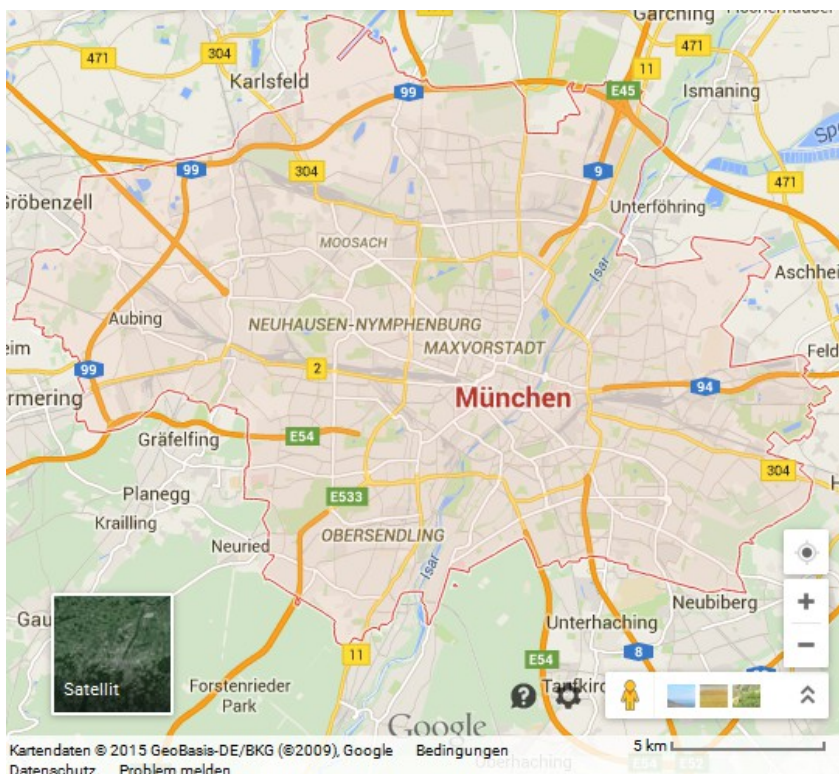 Garching
471
304
471
11
Karlsfeld
E45
Ismaning
99
9
99
304
471
Gröbenzell
Unterföhring
MOOSACH
Isar
Aschheim
Aubing
NEUHAUSEN-NYMPHENBURG
MAXVORSTADT
2
99
94
München
Gräfelfing
E54
304
Planegg
E533
Krailling
OBERSENDLING
Neuried
Isar
Neubiberg
Unterhaching
11
E54
8
Satellit
Forstenrieder
Park
Google
5 km
Kartendaten © 2015 GeoBasis-DE/BKG (©2009), Google Bedingungen
Datenschutz Problem melden
E54 E52